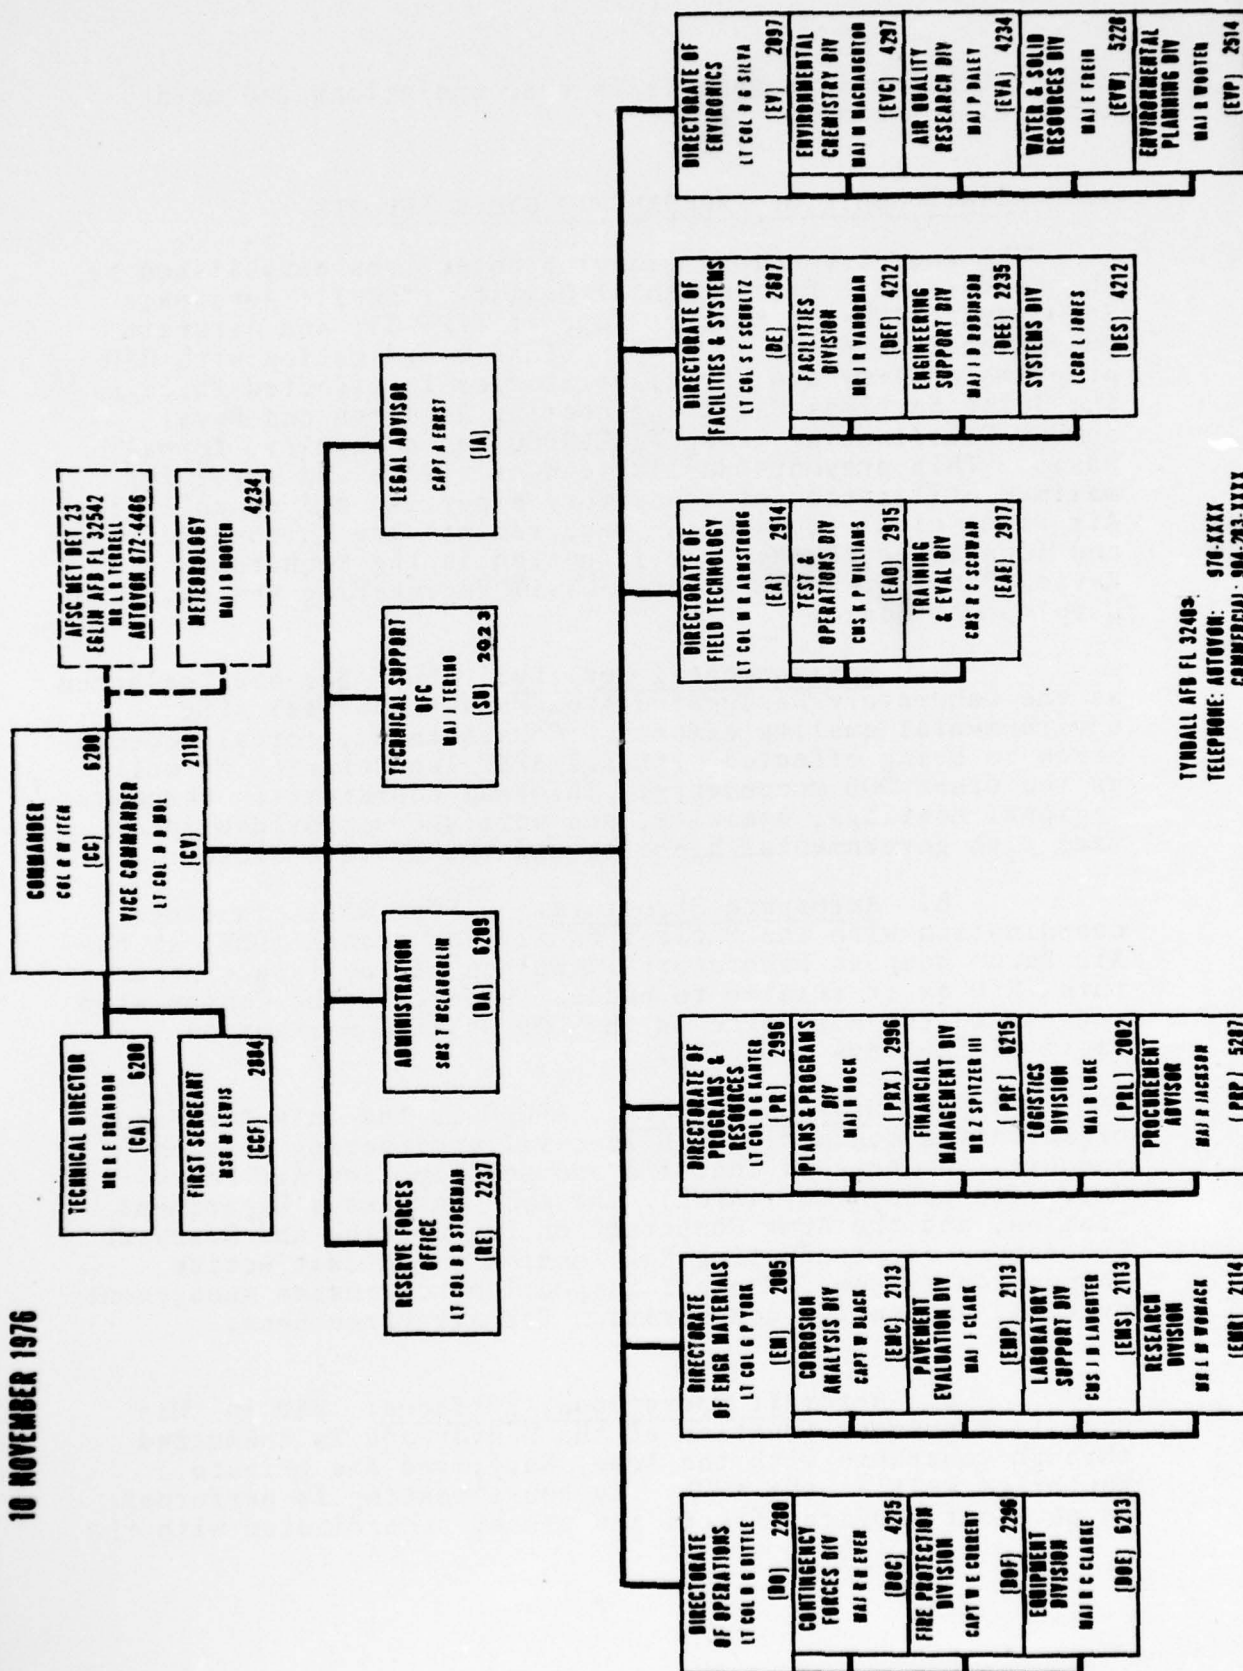 10 NOVEMBER 1976
COMMANDER
COL R M ITEN
(CC) 6200
VICE COMMANDER
LT COL D D MOL
(CV) 2118
TECHNICAL DIRECTOR
MR R E BRANDON
(CA) 6200
FIRST SERGEANT
MSG W LEWIS
(CCF) 2084
AFSC MET DET 23
EGLIN AFB FL 32542
MR L R TERRELL
AUTOVON 872-4406
METEOROLOGY
4234
RESERVE FORCES
OFFICE
LT COL D D STOCKMAN
(RE) 2237
ADMINISTRATION
SMS T MCLAUGHLIN
(DA) 6209
TECHNICAL SUPPORT
OFC
MAJ J TERINO
(SU) 2023
LEGAL ADVISOR
CAPT A ERNST
(JA)
DIRECTORATE
OF OPERATIONS
(DO) 2280
CONTINGENCY
FORCES DIV
MAJ R H EVER
(DOC) 4215
FIRE PROTECTION
DIVISION
CAPT W E CURRENT
(DOF) 2296
EQUIPMENT
DIVISION
MAJ R C CLARKE
(DOE) 6213
DIRECTORATE
OF ENGR MATERIALS
LT COL G P YORK
(EM) 2005
CORROSION
ANALYSIS DIV
CAPT W BLACK
(EMC) 2113
PAVEMENT
EVALUATION DIV
MAJ J CLARK
(EMP) 2113
LABORATORY
SUPPORT DIV
CMS J D LAUGHTER
(EMS) 2113
RESEARCH
DIVISION
MR L M WOMACK
(EMR) 2114
DIRECTORATE OF
PROGRAMS &
RESOURCES
LT COL D G KANTER
(PR) 2996
PLANS & PROGRAMS
DIV
(PRX) 2996
FINANCIAL
MANAGEMENT DIV
MR Z SPITZER III
(PRF) 6215
LOGISTICS
DIVISION
MAJ D LUKE
(PRL) 2002
PROCUREMENT
ADVISOR
MAJ R JACKSON
(PRP) 5287
DIRECTORATE OF
FIELD TECHNOLOGY
LT COL W M ARMSTRONG
(EA) 2914
TEST &
OPERATIONS DIV
CMS K P WILLIAMS
(EAO) 2915
TRAINING
& EVAL DIV
CMS R C SCHWAN
(EAE) 2917
DIRECTORATE OF
FACILITIES & SYSTEMS
LT COL S E SCHULTZ
(DE) 2687
FACILITIES
DIVISION
MR J R VANORMAN
(DEF) 4212
ENGINEERING
SUPPORT DIV
MAJ J D ROBINSON
(DEE) 2235
SYSTEMS DIV
LCDR L JONES
(DES) 4212
DIRECTORATE OF
ENVIRONICS
LT COL D G SILVA
(EV) 2097
ENVIRONMENTAL
CHEMISTRY DIV
MAJ M MACNAUGHTON
(EVC) 4297
AIR QUALITY
RESEARCH DIV
MAJ P DALEY
(EVA) 4234
WATER & SOLID
RESOURCES DIV
MAJ E FREIN
(EVW) 5228
ENVIRONMENTAL
PLANNING DIV
MAJ R WOOTEN
(EVP) 2514
TYNDALL AFB FL 32403
TELEPHONE: AUTOVON: 970-XXX
COMMERCIAL: 904-283-XXXX